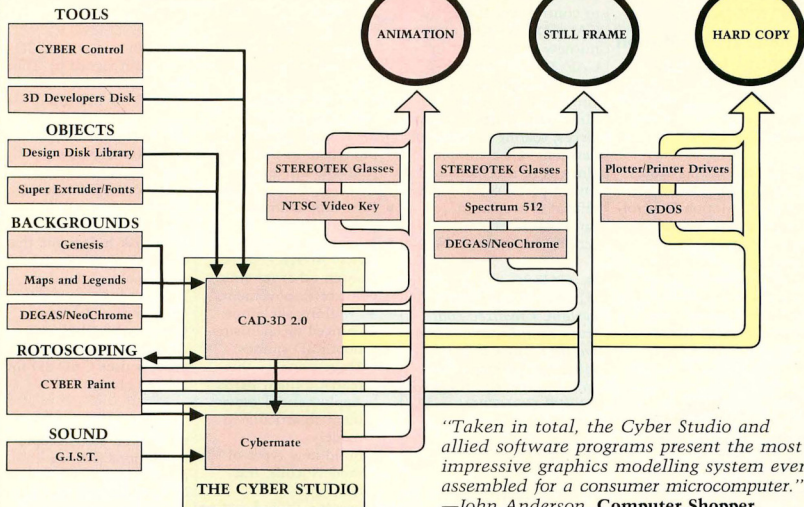 TOOLS
CYBER Control
3D Developers Disk
OBJECTS
Design Disk Library
Super Extruder/Fonts
BACKGROUNDS
Genesis
Maps and Legends
DEGAS/NeoChrome
ROTOSCOPING
CYBER Paint
SOUND
G.I.S.T.
CAD-3D 2.0
Cybermate
THE CYBER STUDIO
ANIMATION
STEREOTEK Glasses
NTSC Video Key
STILL FRAME
STEREOTEK Glasses
Spectrum 512
DEGAS/NeoChrome
HARD COPY
Plotter/Printer Drivers
GDOS
"Taken in total, the Cyber Studio and
allied software programs present the most
impressive graphics modelling system ever
assembled for a consumer microcomputer."
—John Anderson, Computer Shopper